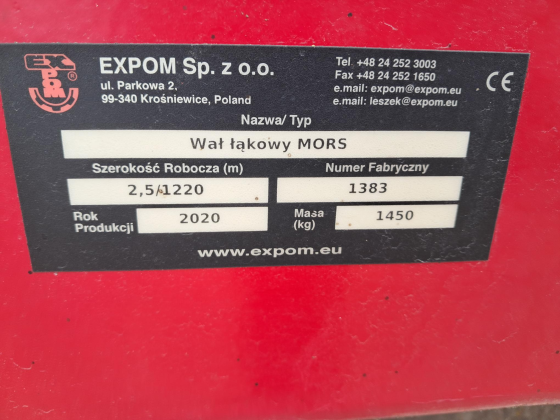 EX
POM
®
EXPOM Sp. z o.o.
ul. Parkowa 2.
99-340 Krośniewice, Poland
Tel +48 24 252 3003
Fax +48 24 252 1650
e.mail: expom@expom.eu
e.mail: leszek@expom.eu
CE
Nazwa/ Typ
Wał łąkowy MORS
Szerokość Robocza (m)
Numer Fabryczny
2,5/1220
1383
Rok
Produkcji
2020
Masa
(kg)
1450
www.expom.eu